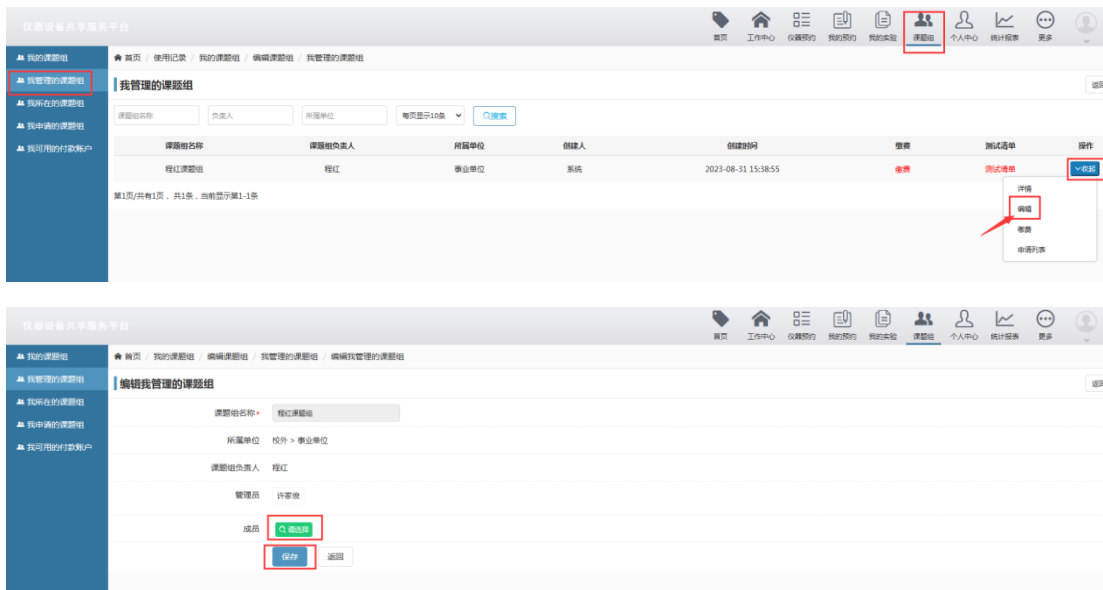 仪器设备共享服务平台
首页 工作中心 仪器预约 我的预约 我的实验 课题组 个人中心 统计报表 更多
我的课题组
我管理的课题组
我所在的课题组
我申请的课题组
我可用的付款账户
首页 / 使用记录 / 我的课题组 / 编辑课题组 / 我管理的课题组
我管理的课题组
返回
课题组名称 负责人 所属单位 每页显示10条 搜索
课题组名称 课题组负责人 所属单位 创建人 创建时间 缴费 测试清单 操作
程红课题组 程红 事业单位 系统 2023-08-31 15:38:55 缴费 测试清单 收起
第1页/共有1页，共1条，当前显示第1-1条
详情
编辑
缴费
申请列表
仪器设备共享服务平台
首页 工作中心 仪器预约 我的预约 我的实验 课题组 个人中心 统计报表 更多
我的课题组
我管理的课题组
我所在的课题组
我申请的课题组
我可用的付款账户
首页 / 我的课题组 / 编辑课题组 / 我管理的课题组 / 编辑我管理的课题组
编辑我管理的课题组
返回
课题组名称* 程红课题组
所属单位 校外 > 事业单位
课题组负责人 程红
管理员 许家俊
成员 请选择
保存 返回